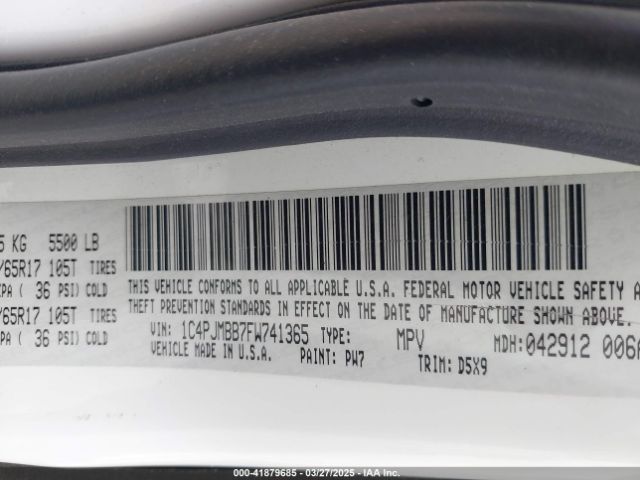 5 KG 5500 LB
/65R17 105T TIRES
KPA ( 36 PSI) COLD
/65R17 105T TIRES
KPA ( 36 PSI) COLD
THIS VEHICLE CONFORMS TO ALL APPLICABLE U.S.A. FEDERAL MOTOR VEHICLE SAFETY A
THEFT PREVENTION STANDARDS IN EFFECT ON THE DATE OF MANUFACTURE SHOWN ABOVE.
VIN: 1C4PJMBB7FW741365 TYPE: MPV MDH: 042912 006
MADE IN U.S.A. PAINT: PW7 TRIM: D5X9
000-41879685 - 03/27/2025 - IAA Inc.